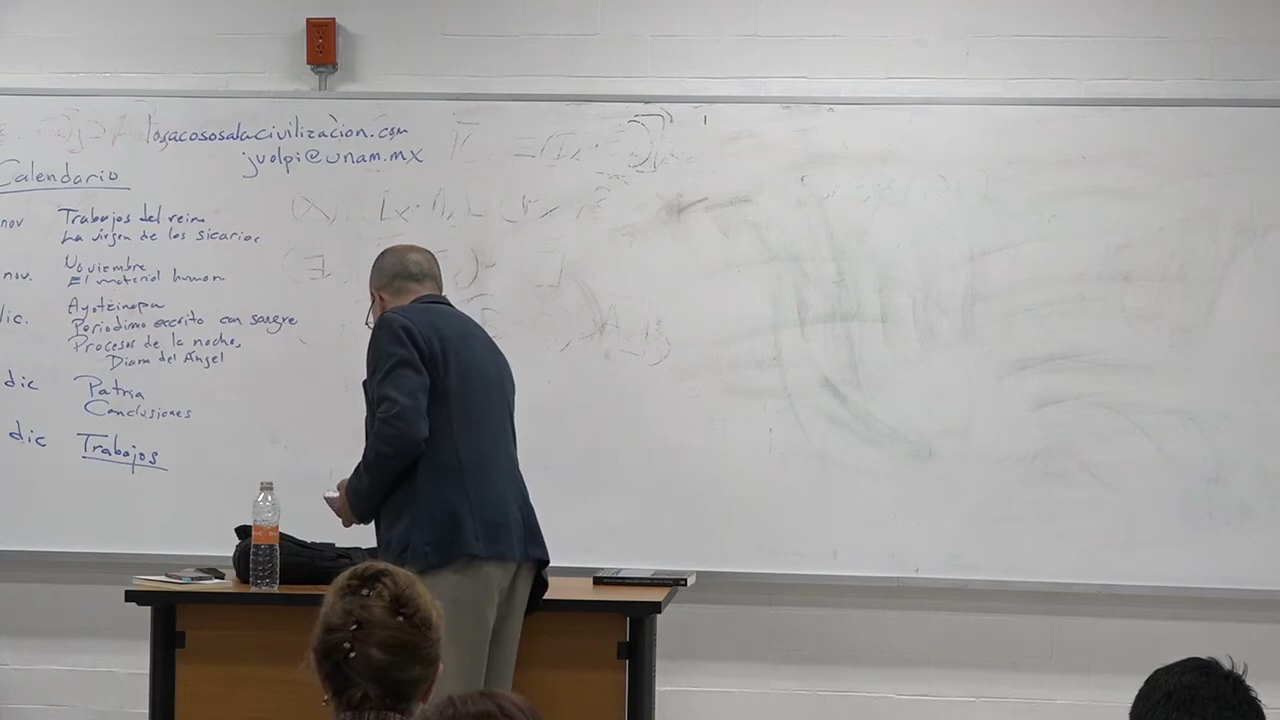 losacososalacivilizacion.com
jvolpi@unam.mx
Calendario
nov Trabajos del reino
La virgen de los sicarios
nov. Noviembre
El material humano
dic. Ayotzinapa
Periodismo escrito con sangre
Procesos de la noche,
Diana del Ángel
dic Patria
Conclusiones
dic Trabajos